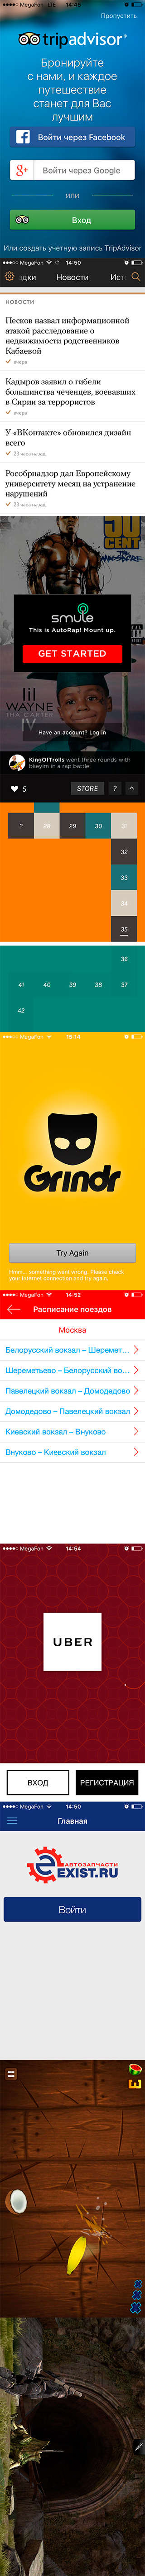 MegaFon LTE 14:45
Пропустить
tripadvisor
Бронируйте
с нами, и каждое
путешествие
станет для Вас
лучшим
Войти через Facebook
g+ Войти через Google
или
Вход
Или создать учетную запись TripAdvisor
MegaFon 14:50
дки Новости Ист
НОВОСТИ
Песков назвал информационной
атакой расследование о
недвижимости родственников
Кабаевой
вчера
Кадыров заявил о гибели
большинства чеченцев, воевавших
в Сирии за террористов
вчера
У «ВКонтакте» обновился дизайн
всего
23 часа назад
Рособрнадзор дал Европейскому
университету месяц на устранение
нарушений
23 часа назад
50
CENT
smule
This is AutoRap! Mount up.
GET STARTED
lil
WAYNE
THA CARTER
IV
Have an account? Log in
KingOfTrolls went three rounds with
bkeyim in a rap battle
5 STORE ?
? 28 29 30 31
32
33
34
35
36
41 40 39 38 37
42
MegaFon 15:14
Grindr
Try Again
Hmm... something went wrong. Please check
your internet connection and try again.
MegaFon 14:52
Расписание поездов
Москва
Белорусский вокзал – Шеремет...
Шереметьево – Белорусский во...
Павелецкий вокзал – Домодедово
Домодедово – Павелецкий вокзал
Киевский вокзал – Внуково
Внуково – Киевский вокзал
MegaFon 14:54
UBER
ВХОД РЕГИСТРАЦИЯ
MegaFon 14:50
Главная
АВТОЗАПЧАСТИ
EXIST.RU
Войти